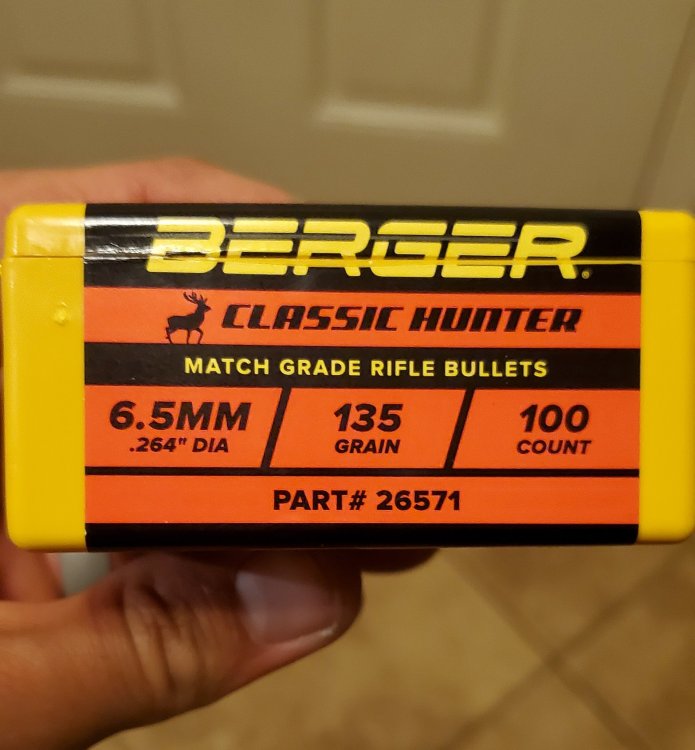 BERGER.
CLASSIC HUNTER
MATCH GRADE RIFLE BULLETS
6.5MM 135 100
.264" DIA GRAIN COUNT
PART# 26571